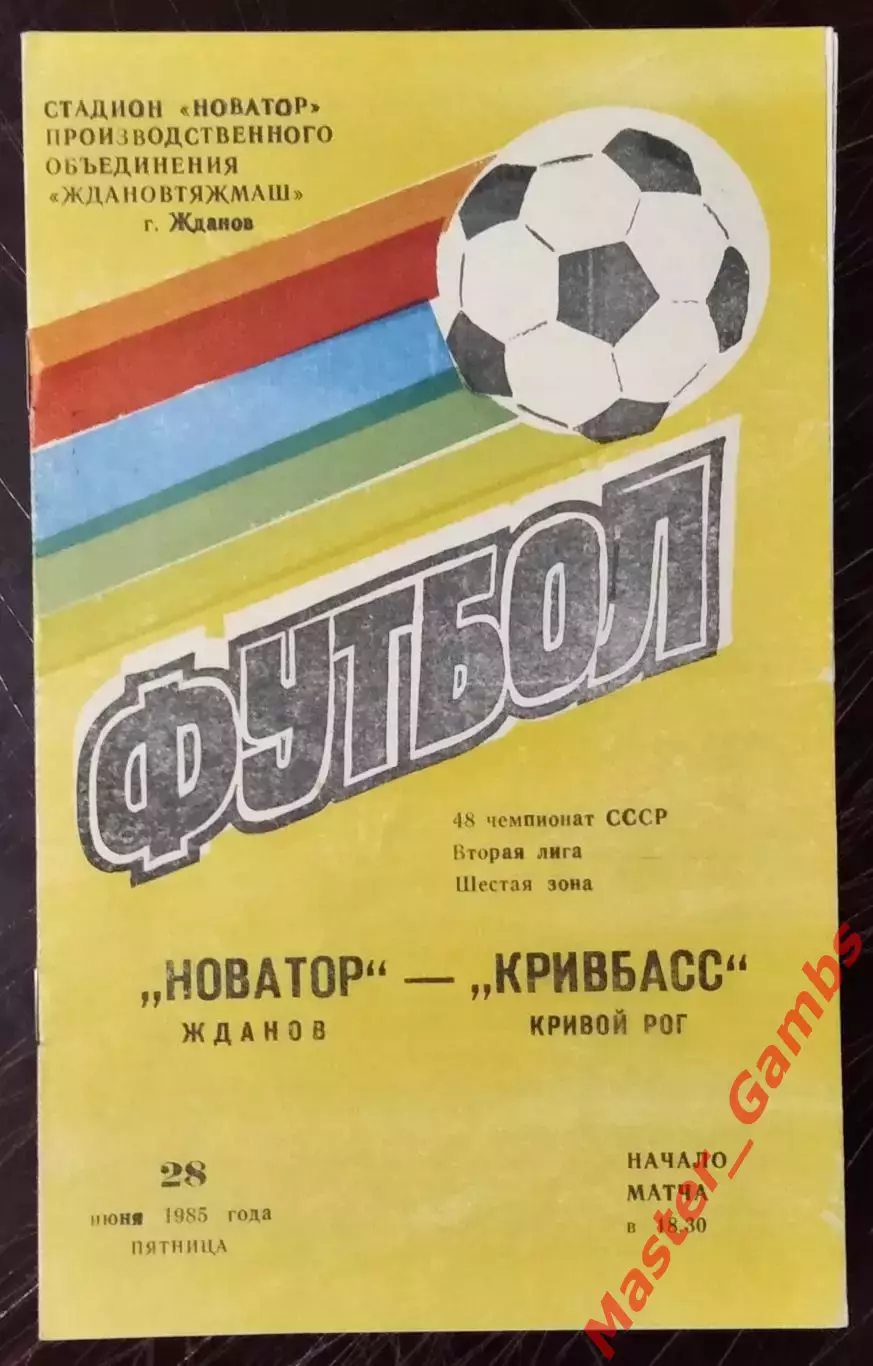 СТАДИОН «НОВАТОР»
ПРОИЗВОДСТВЕННОГО
ОБЪЕДИНЕНИЯ
«ЖДАНОВТЯЖМАШ»
г. Жданов
ФУТБОЛ
48 чемпионат СССР
Вторая лига
Шестая зона
„НОВАТОР“ — „КРИВБАСС“
ЖДАНОВ КРИВОЙ РОГ
28
июня 1985 года
ПЯТНИЦА
НАЧАЛО
МАТЧА
в 18.30
Master_Gambs